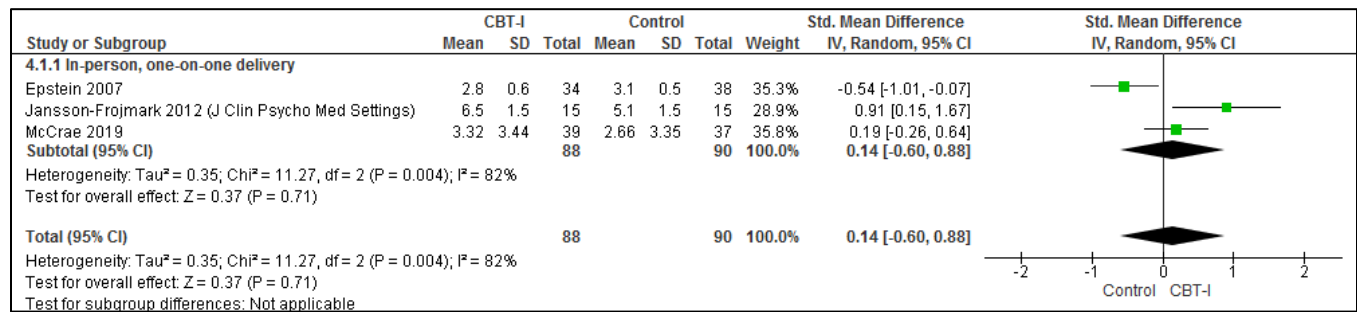 CBT-I Control Std. Mean Difference Std. Mean Difference
Study or Subgroup Mean SD Total Mean SD Total Weight IV, Random, 95% CI IV, Random, 95% CI
4.1.1 In-person, one-on-one delivery
Epstein 2007 2.8 0.6 34 3.1 0.5 38 35.3% -0.54 [-1.01, -0.07]
Jansson-Frojmark 2012 (J Clin Psycho Med Settings) 6.5 1.5 15 5.1 1.5 15 28.9% 0.91 [0.15, 1.67]
McCrae 2019 3.32 3.44 39 2.66 3.35 37 35.8% 0.19 [-0.26, 0.64]
Subtotal (95% CI) 88 90 100.0% 0.14 [-0.60, 0.88]
Heterogeneity: Tau² = 0.35; Chi² = 11.27, df = 2 (P = 0.004); I² = 82%
Test for overall effect: Z = 0.37 (P = 0.71)
Total (95% CI) 88 90 100.0% 0.14 [-0.60, 0.88]
Heterogeneity: Tau² = 0.35; Chi² = 11.27, df = 2 (P = 0.004); I² = 82%
-2 -1 0 1 2
Test for overall effect: Z = 0.37 (P = 0.71)
Control CBT-I
Test for subgroup differences: Not applicable